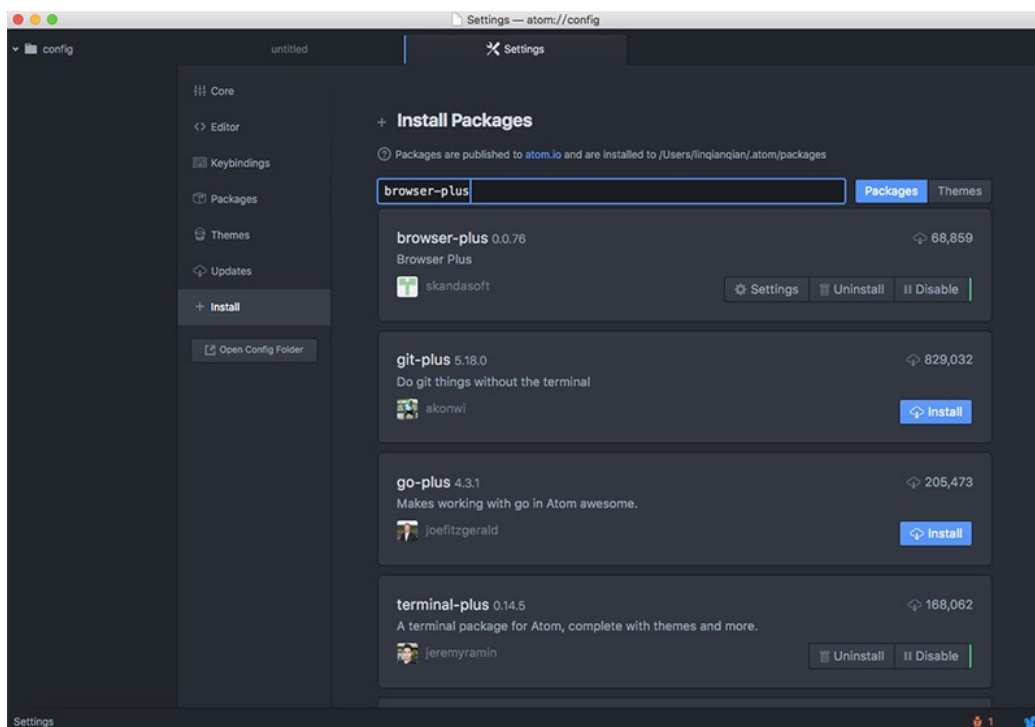 Settings — atom://config
config
untitled
Settings
Core
Editor
Keybindings
Packages
Themes
Updates
+ Install
Open Config Folder
+ Install Packages
? Packages are published to atom.io and are installed to /Users/linqianqian/.atom/packages
browser-plus
Packages Themes
browser-plus 0.0.76 68,859
Browser Plus
skandasoft Settings Uninstall Disable
git-plus 5.18.0 829,032
Do git things without the terminal
akonwi Install
go-plus 4.3.1 205,473
Makes working with go in Atom awesome.
joefitzgerald Install
terminal-plus 0.14.5 168,062
A terminal package for Atom, complete with themes and more.
jeremyramin Uninstall Disable
Settings 1